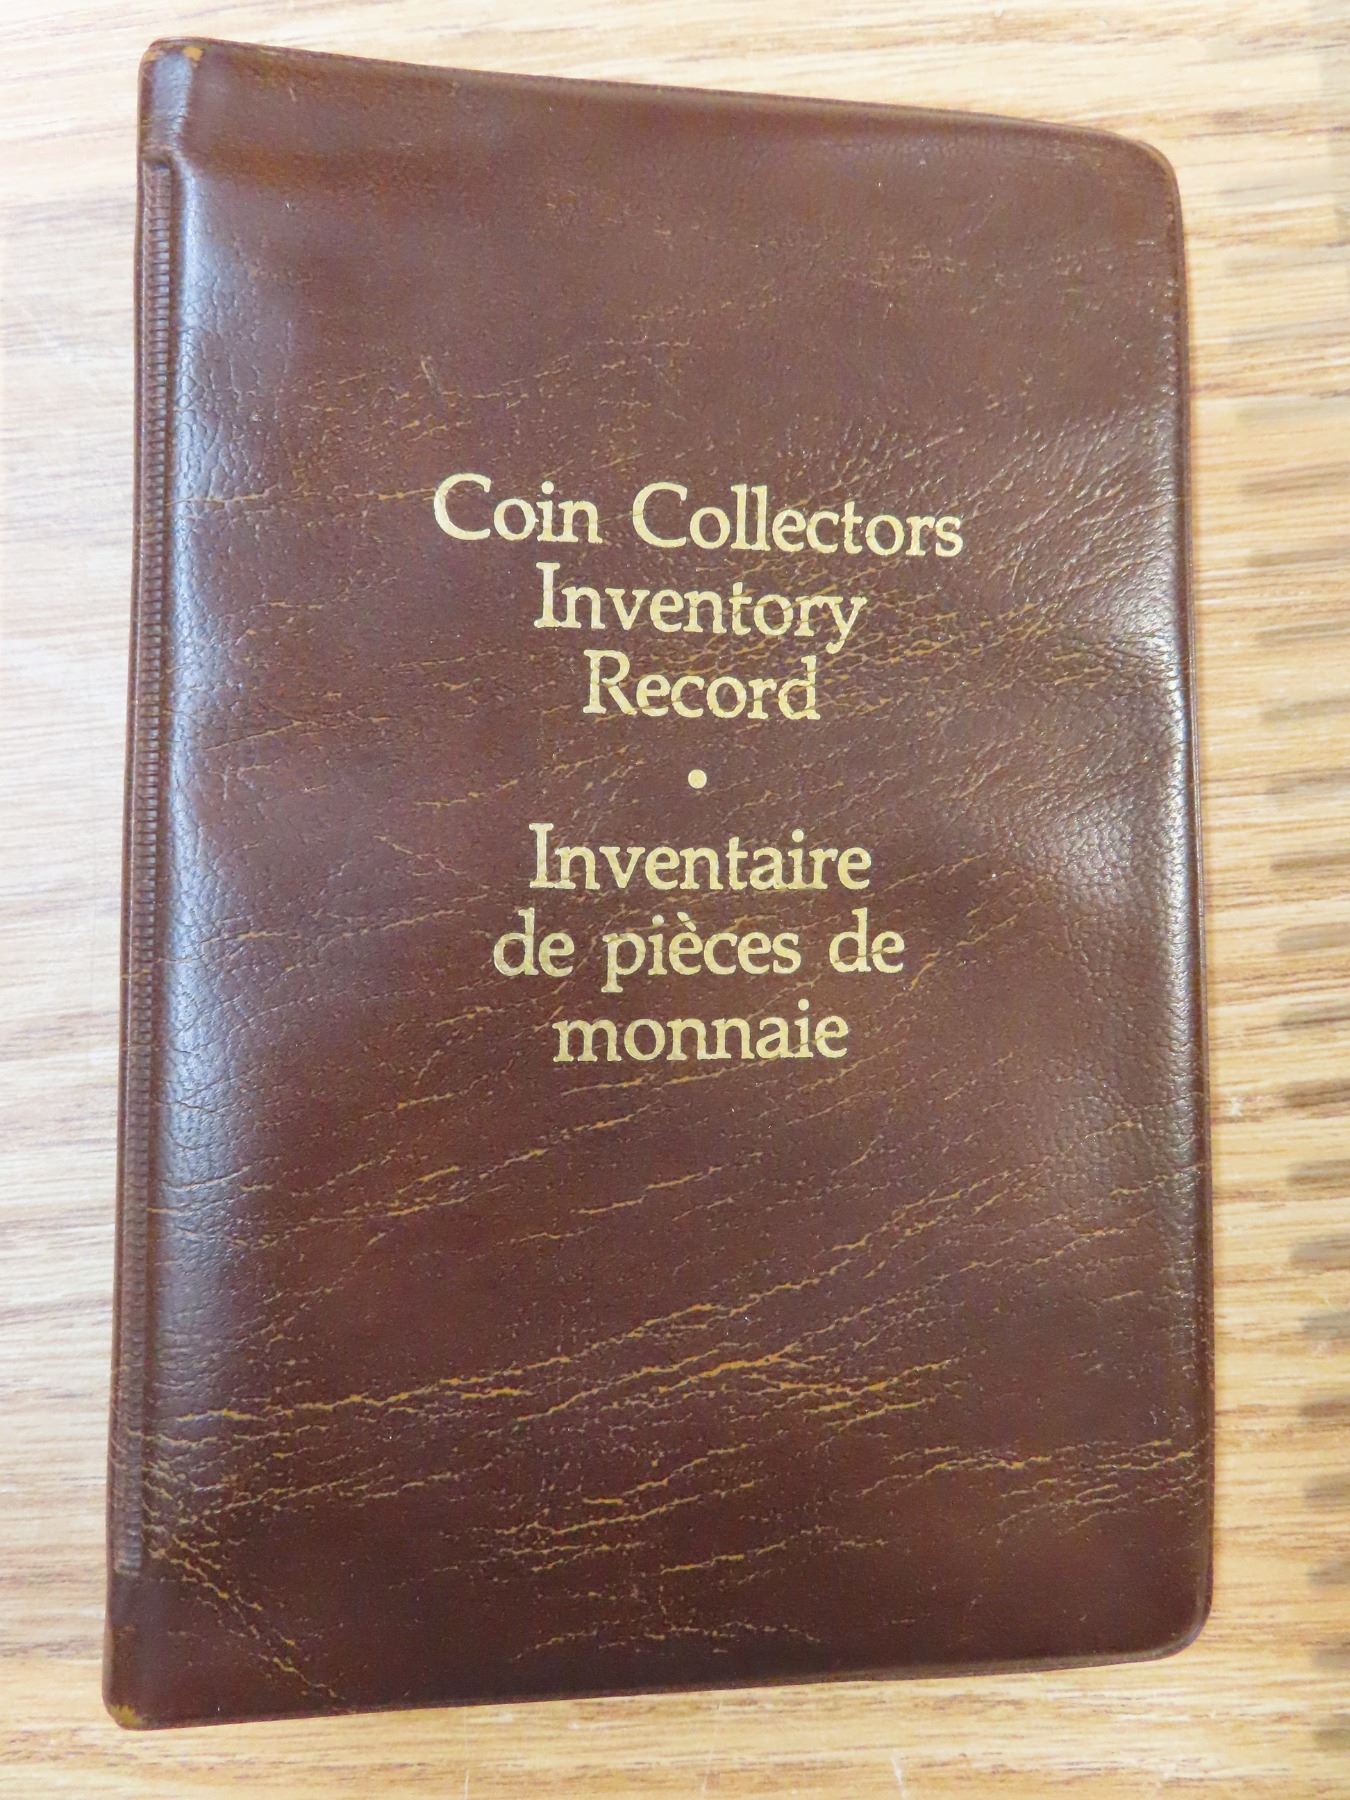 Coin Collectors
Inventory
Record
•
Inventaire
de pièces de
monnaie